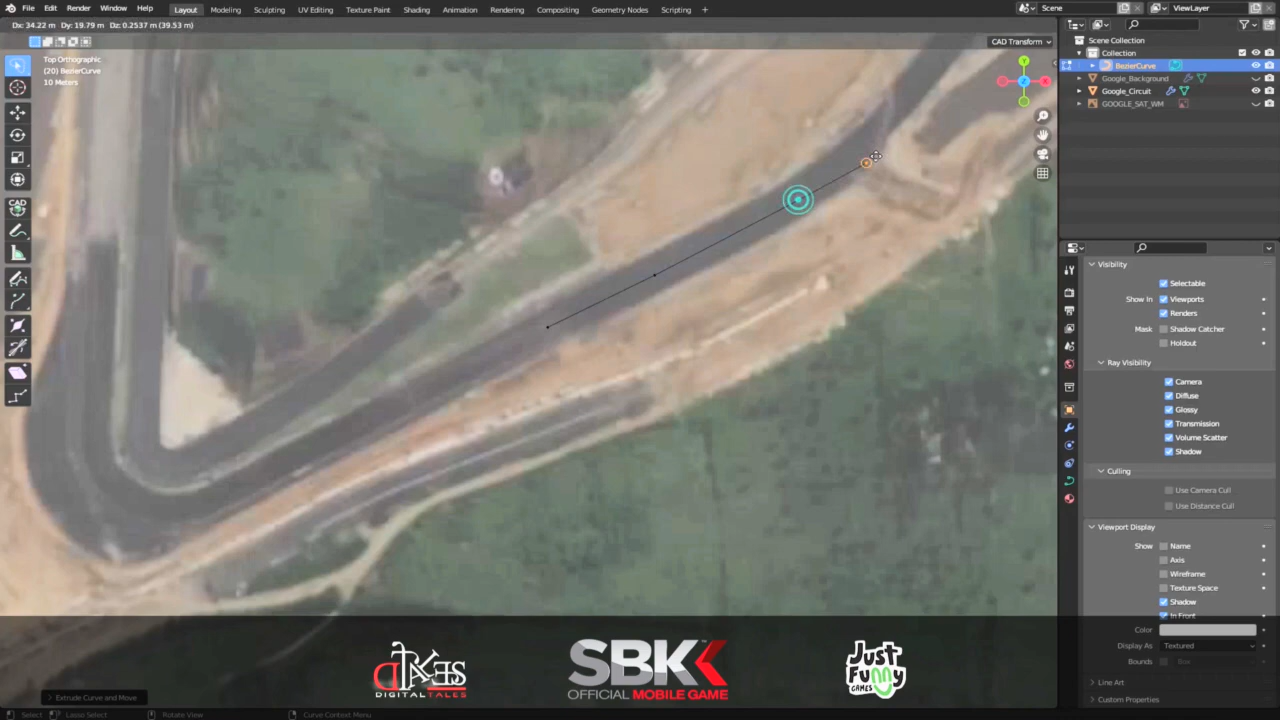 File Edit Render Window Help Layout Modeling Sculpting UV Editing Texture Paint Shading Animation Rendering Compositing Geometry Nodes Scripting + Scene ViewLayer
Dx: 34.22 m Dy: 19.79 m Dz: 0.2537 m (39.53 m)
CAD Transform
Top Orthographic
(20) BezierCurve
10 Meters
Scene Collection
Collection
BezierCurve
Google_Background
Google_Circuit
GOOGLE_SAT_WM
CAD
Y
X
Z
Visibility
Selectable
Show In Viewports
Renders
Mask Shadow Catcher
Holdout
Ray Visibility
Camera
Diffuse
Glossy
Transmission
Volume Scatter
Shadow
Culling
Use Camera Cull
Use Distance Cull
Viewport Display
Show Name
Axis
Wireframe
Texture Space
Shadow
In Front
Color
Display As Textured
Bounds Box
Line Art
Custom Properties
DIGITALTALES
SBK™
OFFICIAL MOBILE GAME
Just
Funny
GAMES
Extrude Curve and Move
Select Lasso Select Rotate View Curve Context Menu